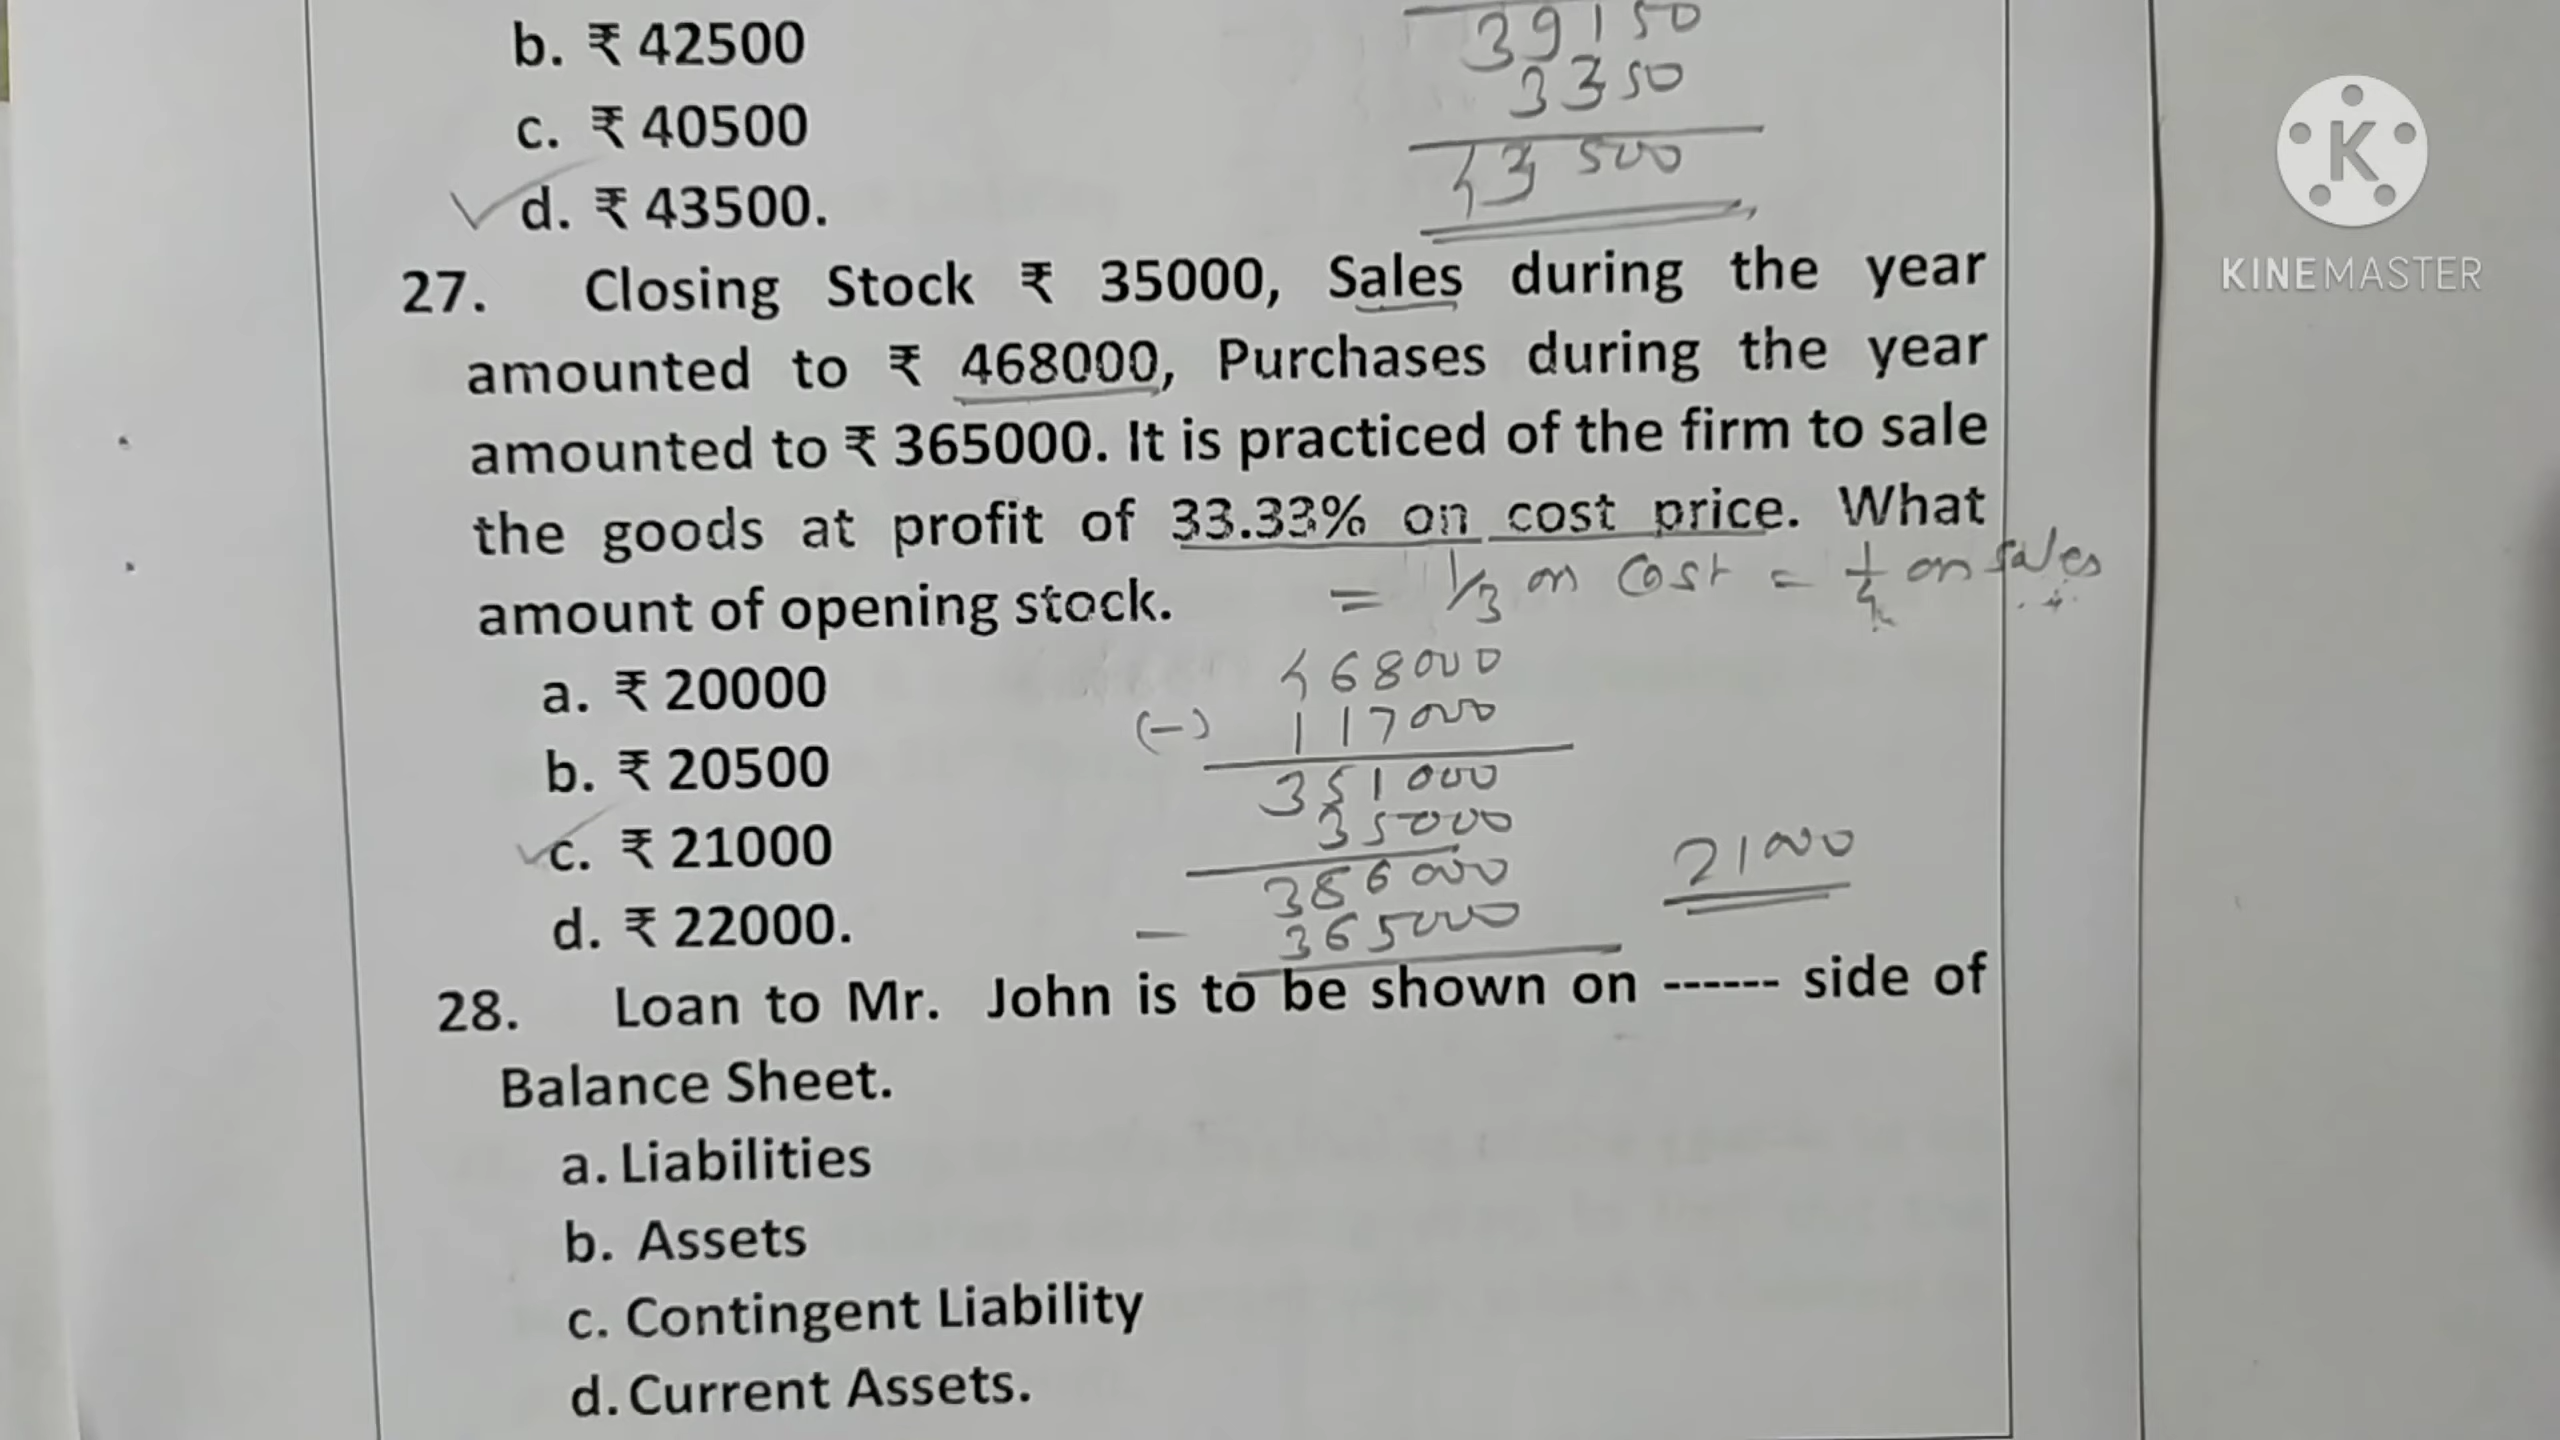 b. ₹ 42500
39150
3350
c. ₹ 40500
43500
d. ₹ 43500.
K
KINEMASTER
27. Closing Stock ₹ 35000, Sales during the year
amounted to ₹ 468000, Purchases during the year
amounted to ₹ 365000. It is practiced of the firm to sale
the goods at profit of 33.33% on cost price. What
amount of opening stock.
= 1/3 on Cost = 1/4 on Sales
a. ₹ 20000
468000
(-) 117000
b. ₹ 20500
351000
35000
c. ₹ 21000
386000
21000
d. ₹ 22000.
- 365000
28. Loan to Mr. John is to be shown on ------ side of
Balance Sheet.
a. Liabilities
b. Assets
c. Contingent Liability
d. Current Assets.